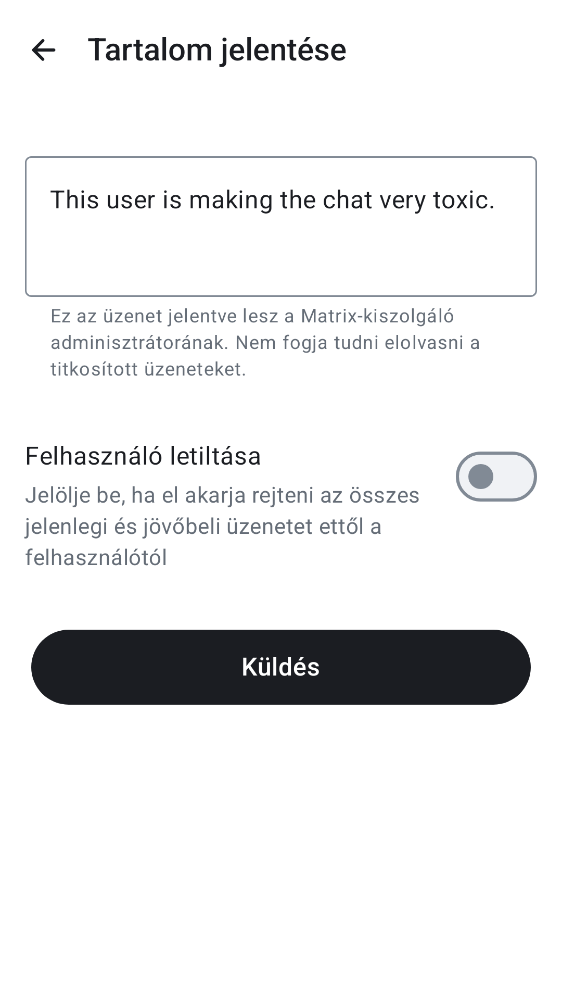 Tartalom jelentése
This user is making the chat very toxic.
Ez az üzenet jelentve lesz a Matrix-kiszolgáló
adminisztrátorának. Nem fogja tudni elolvasni a
titkosított üzeneteket.
Felhasználó letiltása
Jelölje be, ha el akarja rejteni az összes
jelenlegi és jövőbeli üzenetet ettől a
felhasználótól
Küldés